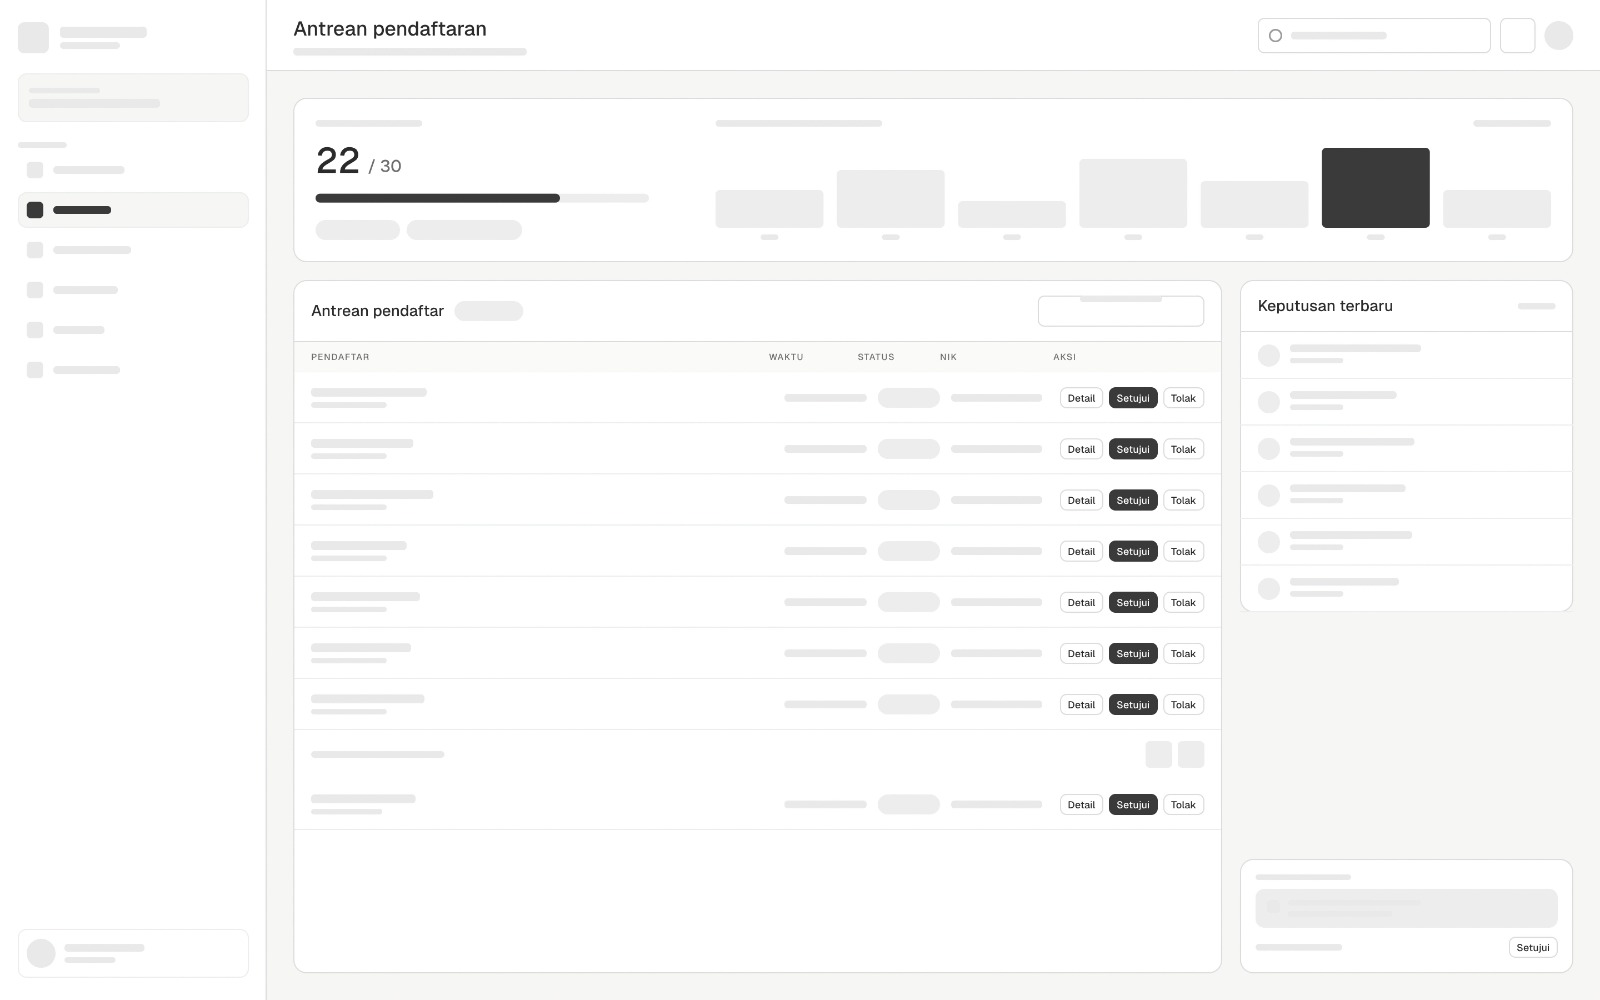 Antrean pendaftaran
22 / 30
Antrean pendaftar
PENDAFTAR WAKTU STATUS NIK AKSI
Detail Setujui Tolak
Detail Setujui Tolak
Detail Setujui Tolak
Detail Setujui Tolak
Detail Setujui Tolak
Detail Setujui Tolak
Detail Setujui Tolak
Detail Setujui Tolak
Keputusan terbaru
Setujui